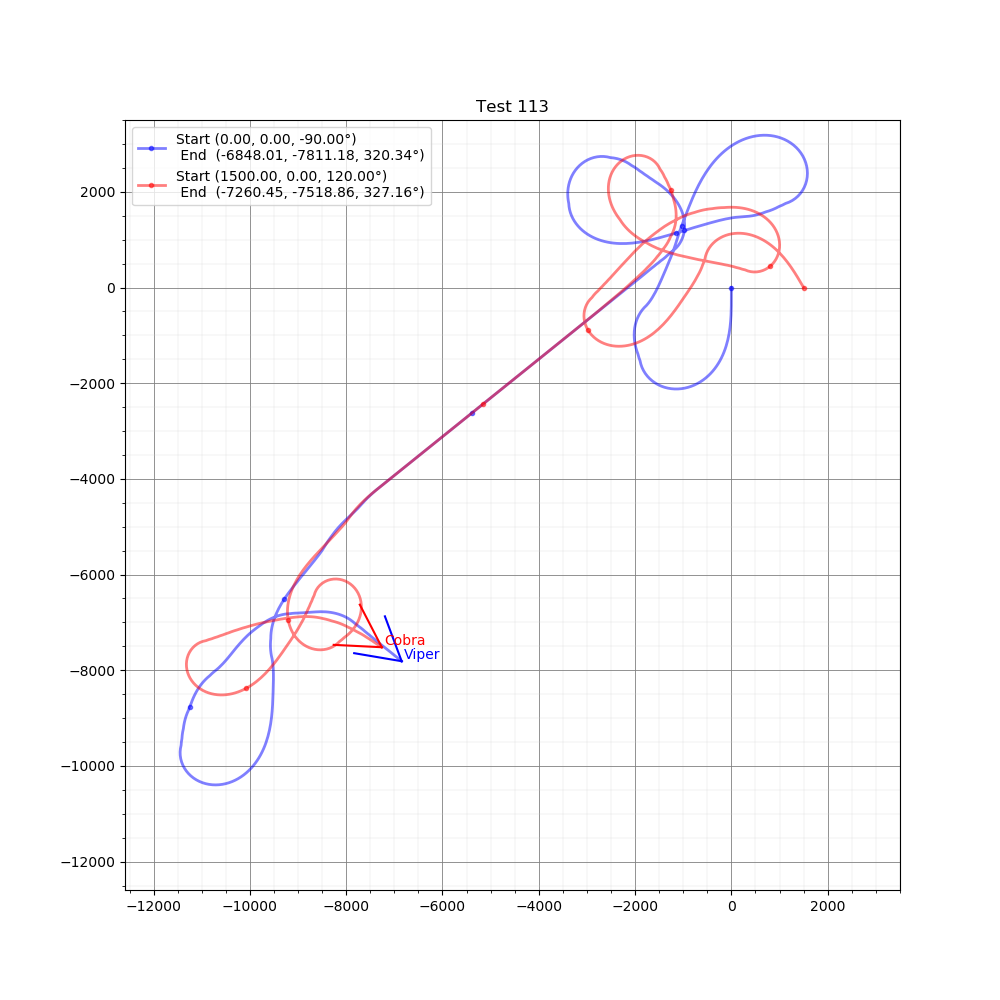 Test 113
Start (0.00, 0.00, -90.00°)
End  (-6848.01, -7811.18, 320.34°)
Start (1500.00, 0.00, 120.00°)
End  (-7260.45, -7518.86, 327.16°)
2000
0
−2000
−4000
−6000
−8000
−10000
−12000
Cobra
Viper
−12000 −10000 −8000 −6000 −4000 −2000 0 2000